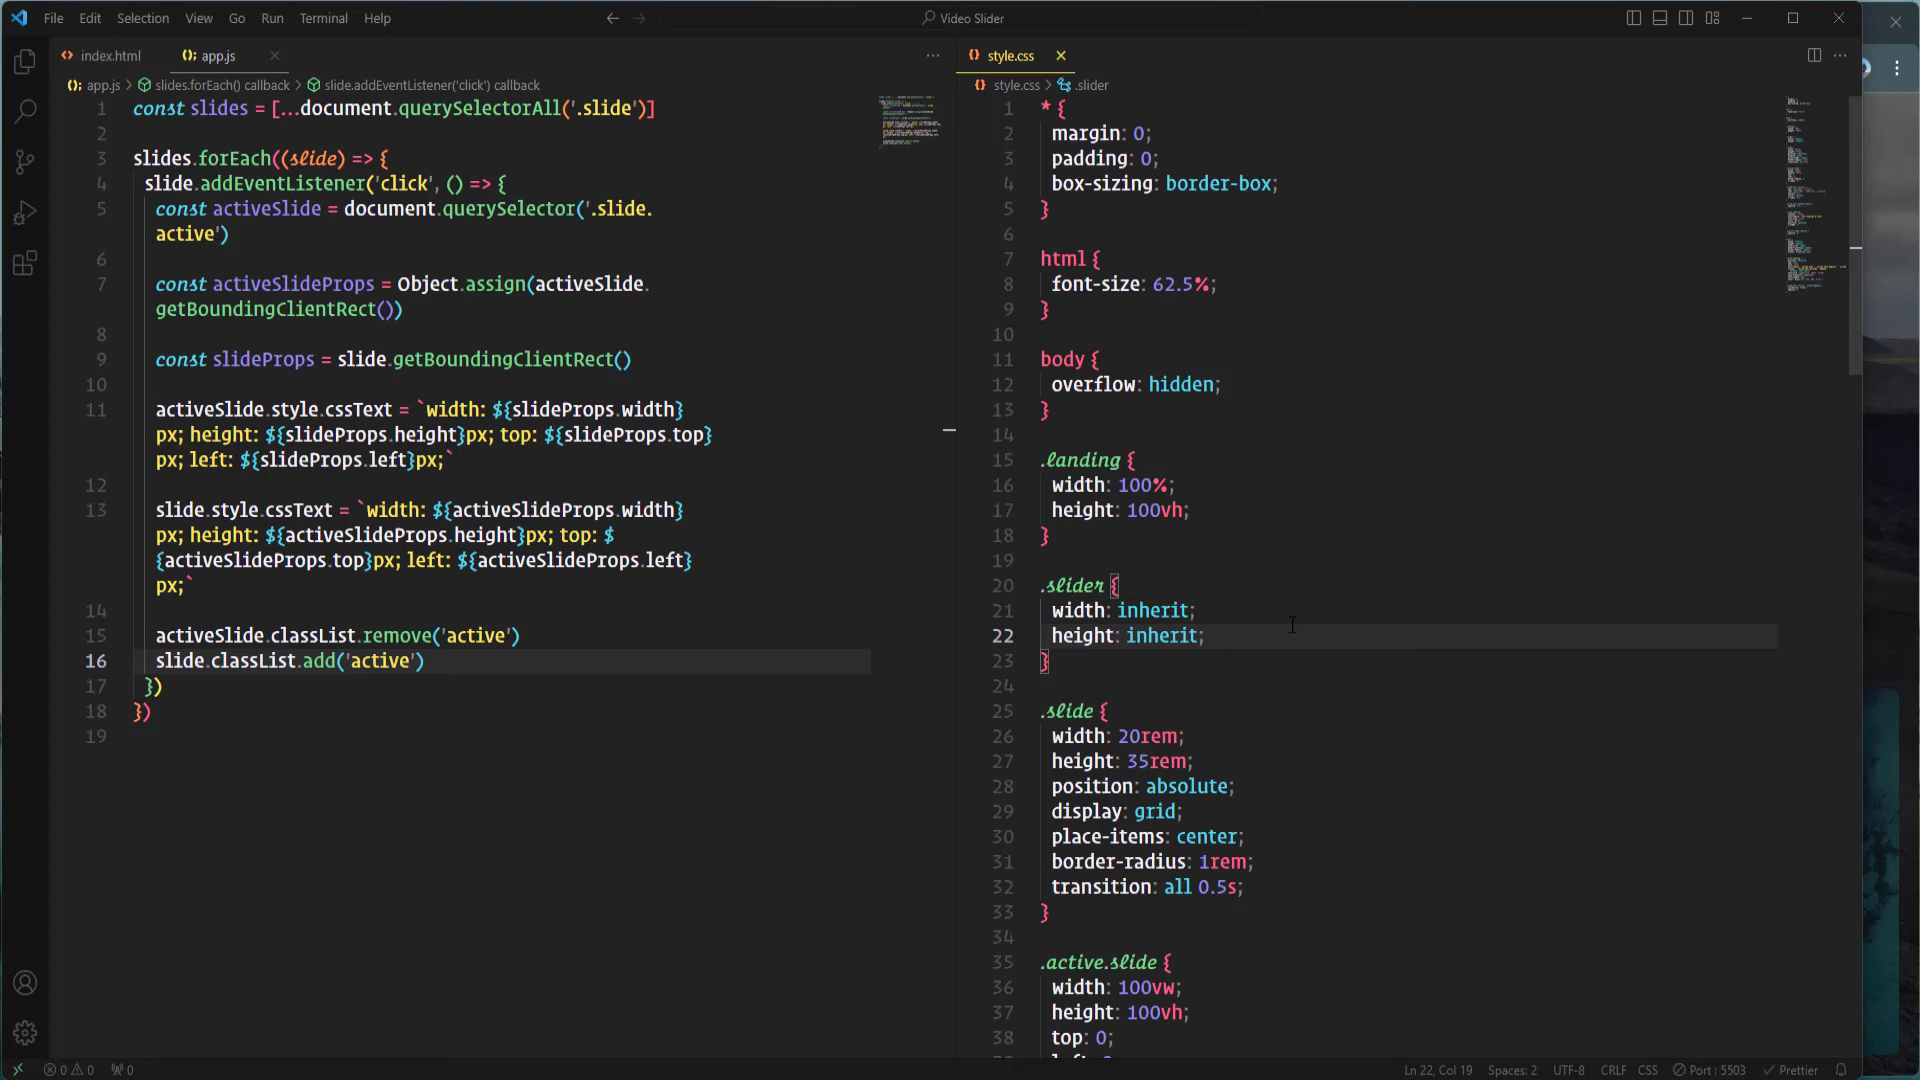 File Edit Selection View Go Run Terminal Help
Video Slider
index.html
app.js
style.css
app.js > slides.forEach() callback > slide.addEventListener('click') callback
style.css > .slider
1 const slides = [...document.querySelectorAll('.slide')]
2
3 slides.forEach((slide) => {
4 slide.addEventListener('click', () => {
5 const activeSlide = document.querySelector('.slide.
active')
6
7 const activeSlideProps = Object.assign(activeSlide.
getBoundingClientRect())
8
9 const slideProps = slide.getBoundingClientRect()
10
11 activeSlide.style.cssText = `width: ${slideProps.width}
px; height: ${slideProps.height}px; top: ${slideProps.top}
px; left: ${slideProps.left}px;`
12
13 slide.style.cssText = `width: ${activeSlideProps.width}
px; height: ${activeSlideProps.height}px; top: $
{activeSlideProps.top}px; left: ${activeSlideProps.left}
px;`
14
15 activeSlide.classList.remove('active')
16 slide.classList.add('active')
17 })
18 })
19
1 * {
2 margin: 0;
3 padding: 0;
4 box-sizing: border-box;
5 }
6
7 html {
8 font-size: 62.5%;
9 }
10
11 body {
12 overflow: hidden;
13 }
14
15 .landing {
16 width: 100%;
17 height: 100vh;
18 }
19
20 .slider {
21 width: inherit;
22 height: inherit;
23 }
24
25 .slide {
26 width: 20rem;
27 height: 35rem;
28 position: absolute;
29 display: grid;
30 place-items: center;
31 border-radius: 1rem;
32 transition: all 0.5s;
33 }
34
35 .active.slide {
36 width: 100vw;
37 height: 100vh;
38 top: 0;
0 0 0
Ln 22, Col 19 Spaces: 2 UTF-8 CRLF CSS Port : 5503 Prettier